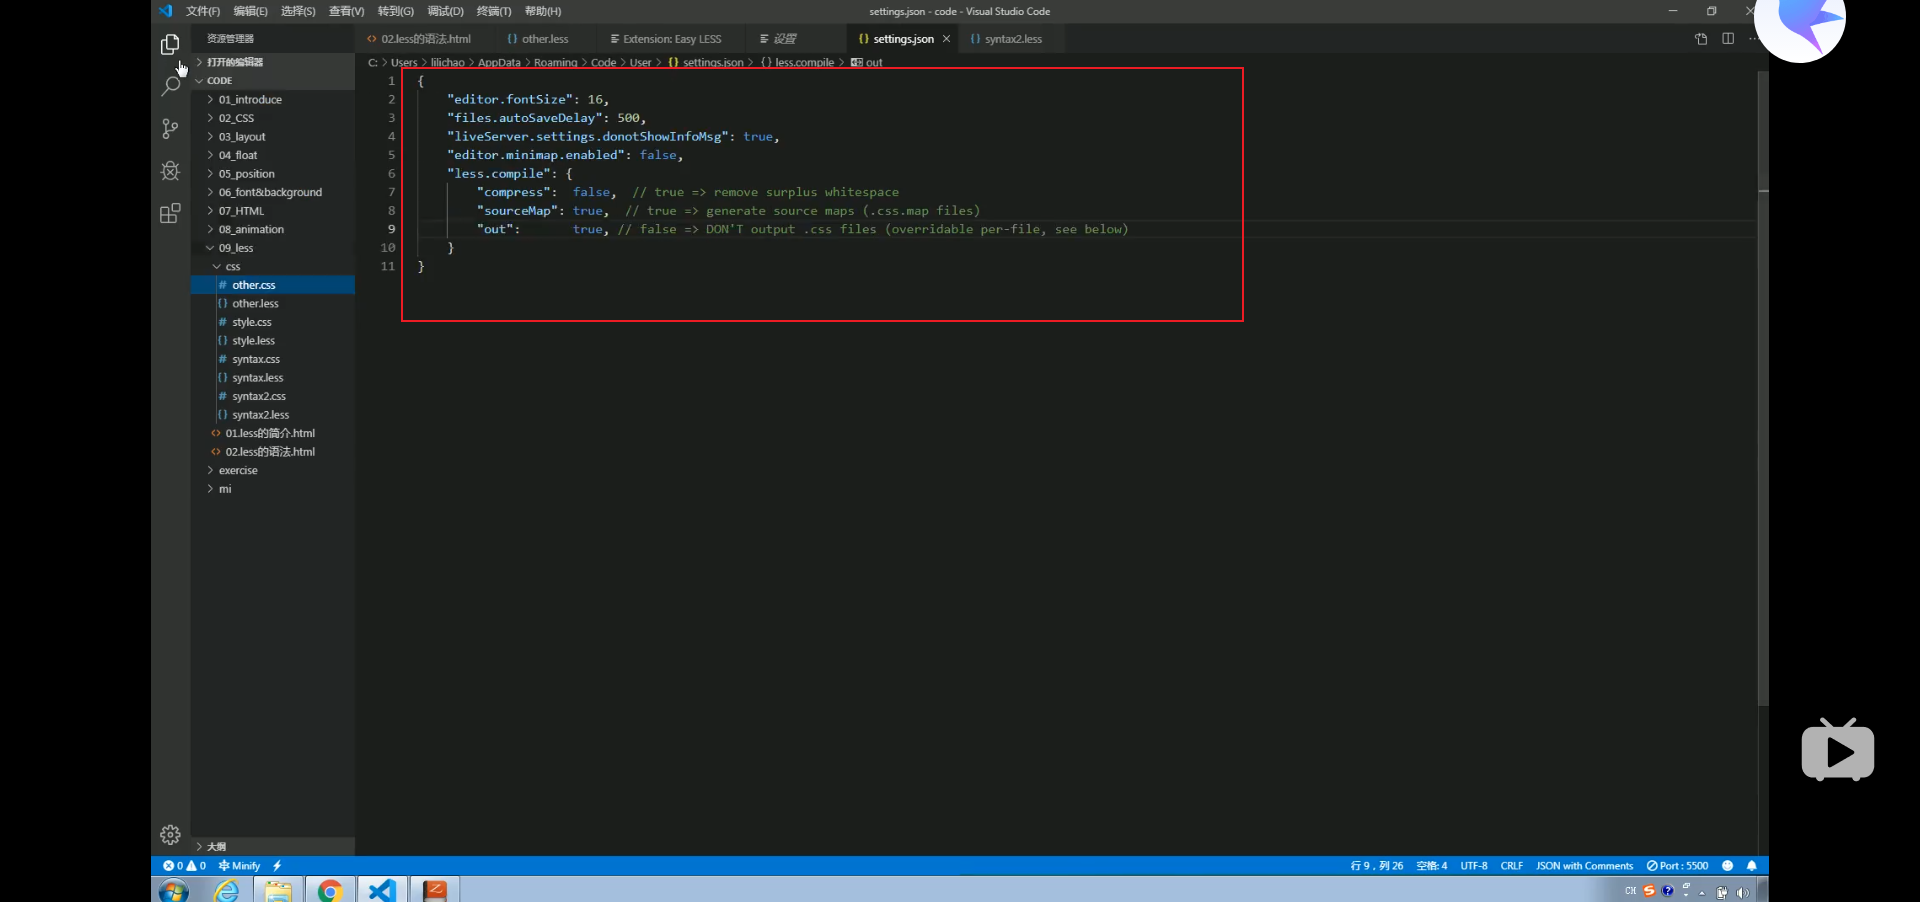 文件(F) 编辑(E) 选择(S) 查看(V) 转到(G) 调试(D) 终端(T) 帮助(H) settings.json - code - Visual Studio Code
资源管理器
02.less的语法.html other.less Extension: Easy LESS 设置 settings.json syntax2.less
打开的编辑器
C: > Users > lilichao > AppData > Roaming > Code > User > {} settings.json > {} less.compile > out
CODE
01_introduce
02_CSS
03_layout
04_float
05_position
06_font&background
07_HTML
08_animation
09_less
css
other.css
other.less
style.css
style.less
syntax.css
syntax.less
syntax2.css
syntax2.less
01.less的简介.html
02.less的语法.html
exercise
mi
大纲
1 {
2 "editor.fontSize": 16,
3 "files.autoSaveDelay": 500,
4 "liveServer.settings.donotShowInfoMsg": true,
5 "editor.minimap.enabled": false,
6 "less.compile": {
7 "compress": false, // true => remove surplus whitespace
8 "sourceMap": true, // true => generate source maps (.css.map files)
9 "out": true, // false => DON'T output .css files (overridable per-file, see below)
10 }
11 }
0 0 Minify 行 9，列 26 空格: 4 UTF-8 CRLF JSON with Comments Port : 5500
CH